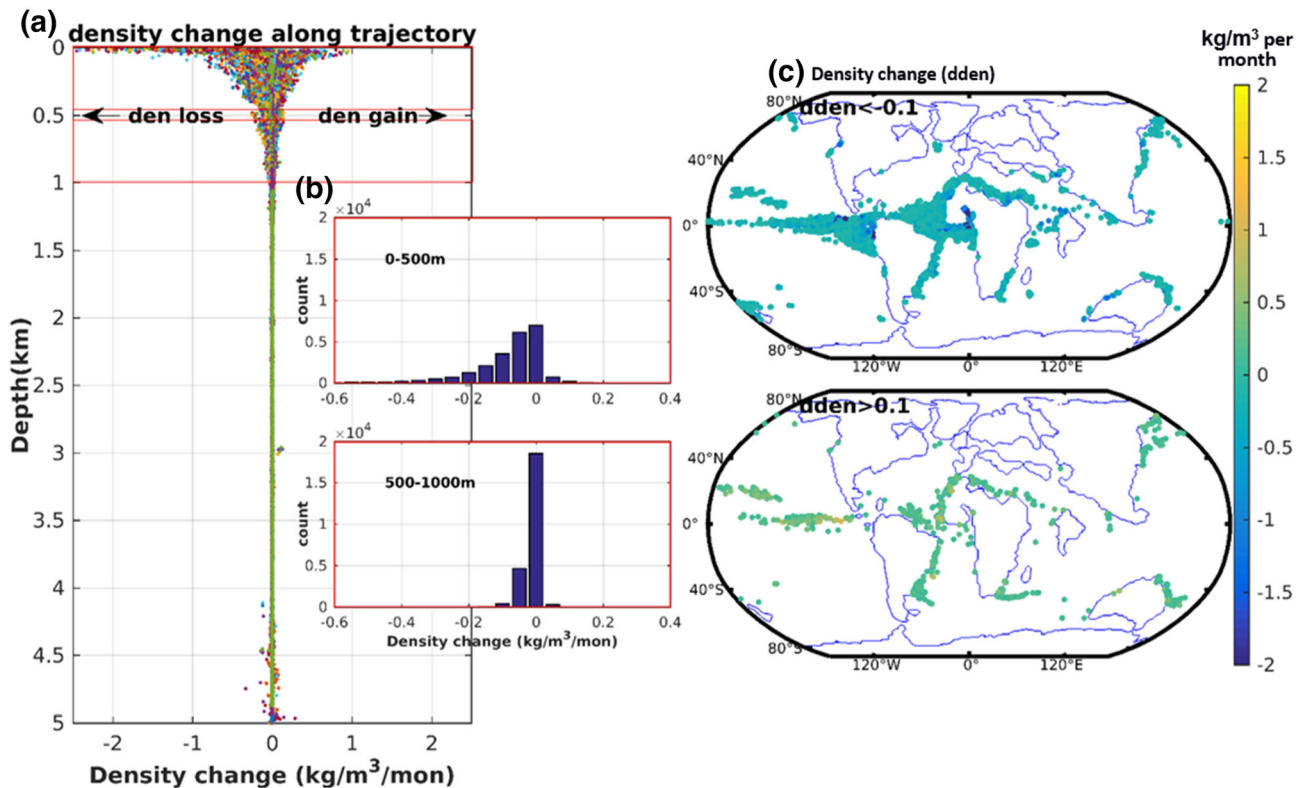 (a)
density change along trajectory
0
0.5
1
1.5
2
2.5
3
3.5
4
4.5
5
Depth(km)
den loss
den gain
-2
-1
0
1
2
Density change (kg/m³/mon)
(b)
×10⁴
2
1.5
1
0.5
0
count
0-500m
-0.6
-0.4
-0.2
0
0.2
0.4
×10⁴
2
1.5
1
0.5
0
count
500-1000m
-0.6
-0.4
-0.2
0
0.2
0.4
Density change (kg/m³/mon)
(c)
Density change (dden)
dden<-0.1
80°N
40°N
0°
40°S
80°S
120°W
0°
120°E
dden>0.1
80°N
40°N
0°
40°S
80°S
120°W
0°
120°E
kg/m³ per
month
2
1.5
1
0.5
0
-0.5
-1
-1.5
-2